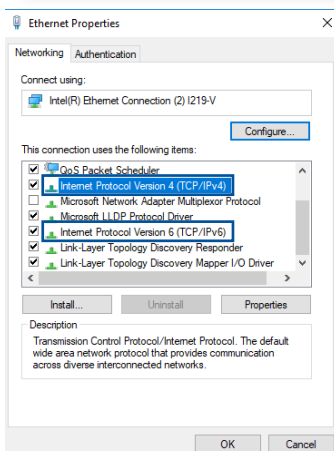 Ethernet Properties
Networking Authentication
Connect using:
Intel(R) Ethernet Connection (2) I219-V
Configure...
This connection uses the following items:
QoS Packet Scheduler
Internet Protocol Version 4 (TCP/IPv4)
Microsoft Network Adapter Multiplexor Protocol
Microsoft LLDP Protocol Driver
Internet Protocol Version 6 (TCP/IPv6)
Link-Layer Topology Discovery Responder
Link-Layer Topology Discovery Mapper I/O Driver
Install... Uninstall Properties
Description
Transmission Control Protocol/Internet Protocol. The default
wide area network protocol that provides communication
across diverse interconnected networks.
OK Cancel